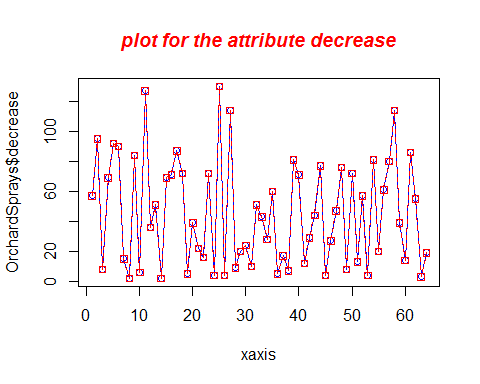 plot for the attribute decrease
OrchardSprays$decrease
100
60
20
0
0 10 20 30 40 50 60
xaxis